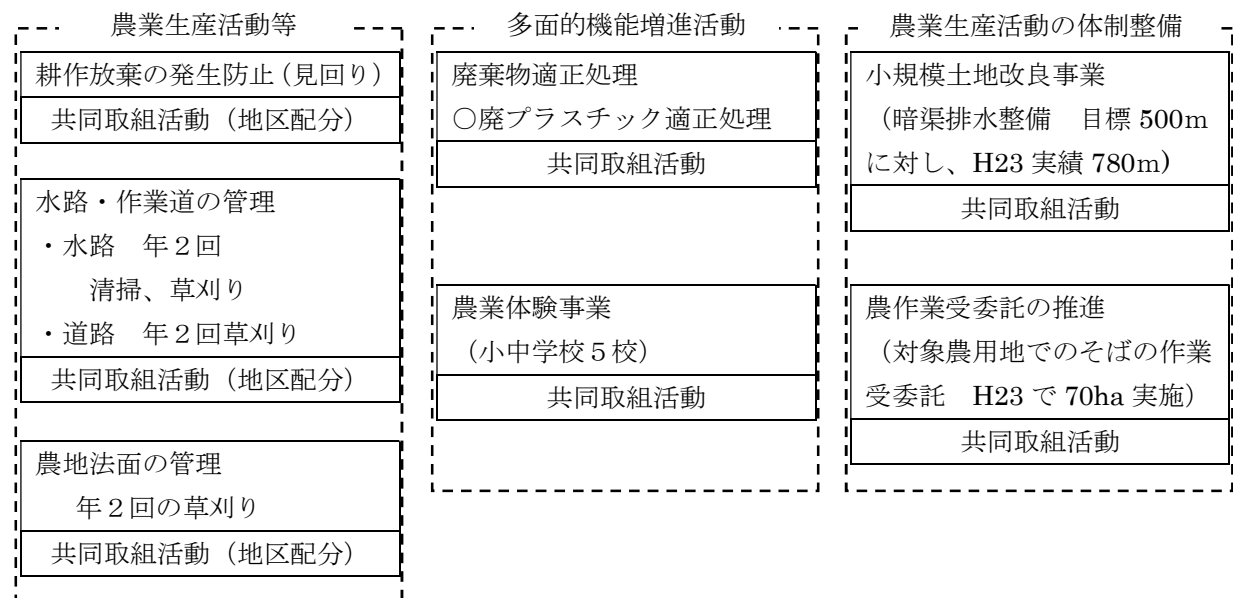 農業生産活動等
耕作放棄の発生防止(見回り)
共同取組活動（地区配分）
水路・作業道の管理
・水路　年２回
清掃、草刈り
・道路　年２回草刈り
共同取組活動（地区配分）
農地法面の管理
年２回の草刈り
共同取組活動（地区配分）
多面的機能増進活動
廃棄物適正処理
○廃プラスチック適正処理
共同取組活動
農業体験事業
（小中学校５校）
共同取組活動
農業生産活動の体制整備
小規模土地改良事業
（暗渠排水整備　目標 500m
に対し、H23 実績 780m)
共同取組活動
農作業受委託の推進
（対象農用地でのそばの作業
受委託　H23 で 70ha 実施）
共同取組活動